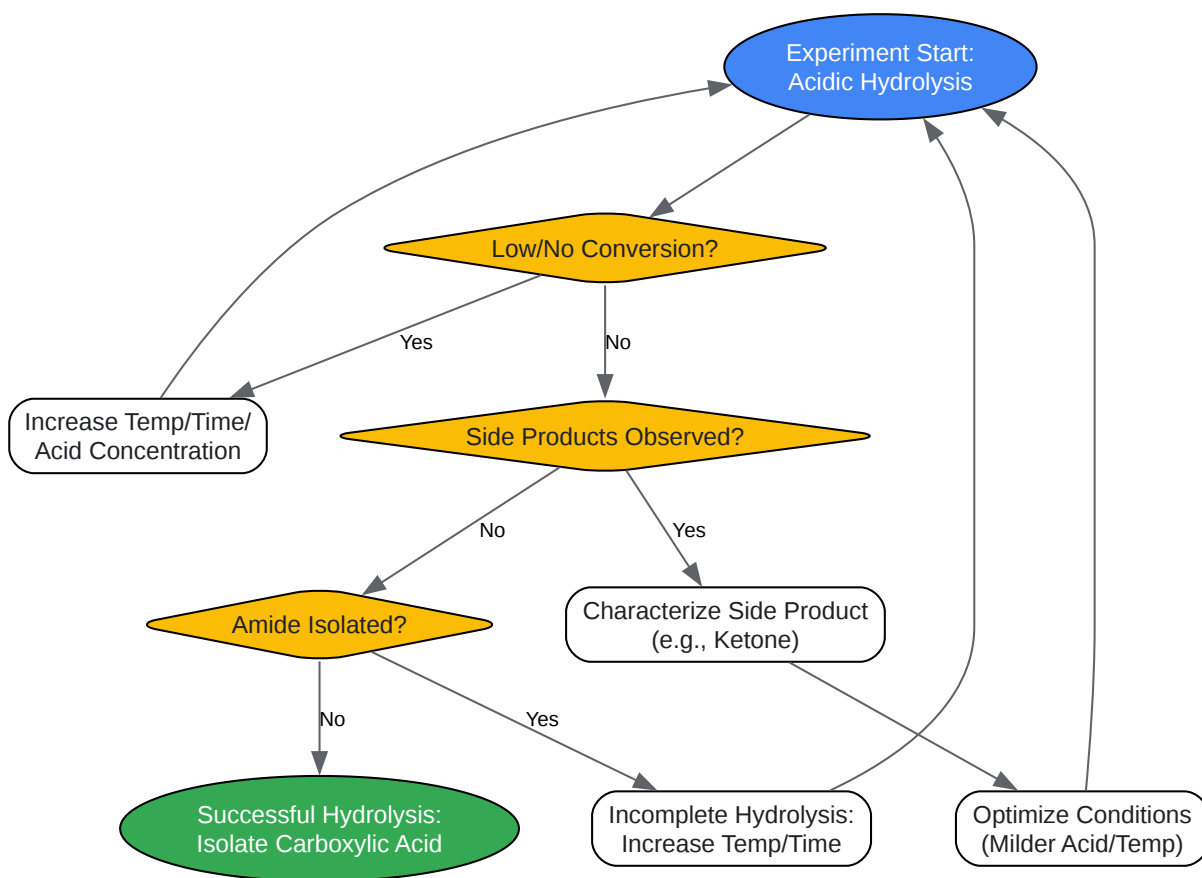 Experiment Start:
Acidic Hydrolysis
Low/No Conversion?
Yes
No
Increase Temp/Time/
Acid Concentration
Side Products Observed?
No
Yes
Amide Isolated?
Characterize Side Product
(e.g., Ketone)
No
Yes
Successful Hydrolysis:
Isolate Carboxylic Acid
Incomplete Hydrolysis:
Increase Temp/Time
Optimize Conditions
(Milder Acid/Temp)